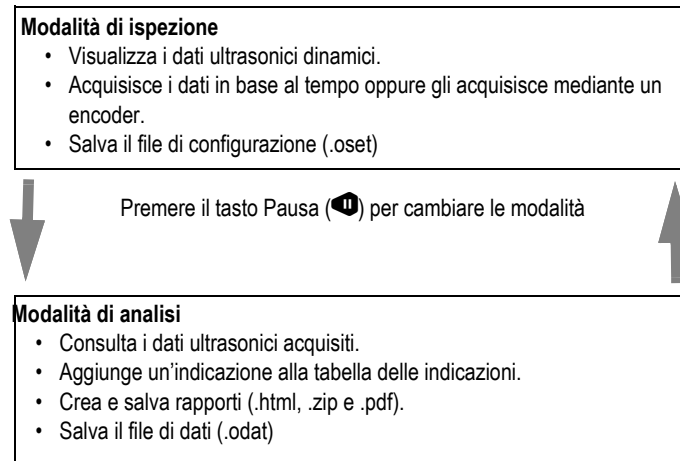 Modalità di ispezione
• Visualizza i dati ultrasonici dinamici.
• Acquisisce i dati in base al tempo oppure gli acquisisce mediante un
encoder.
• Salva il file di configurazione (.oset)
Premere il tasto Pausa () per cambiare le modalità
Modalità di analisi
• Consulta i dati ultrasonici acquisiti.
• Aggiunge un’indicazione alla tabella delle indicazioni.
• Crea e salva rapporti (.html, .zip e .pdf).
• Salva il file di dati (.odat)